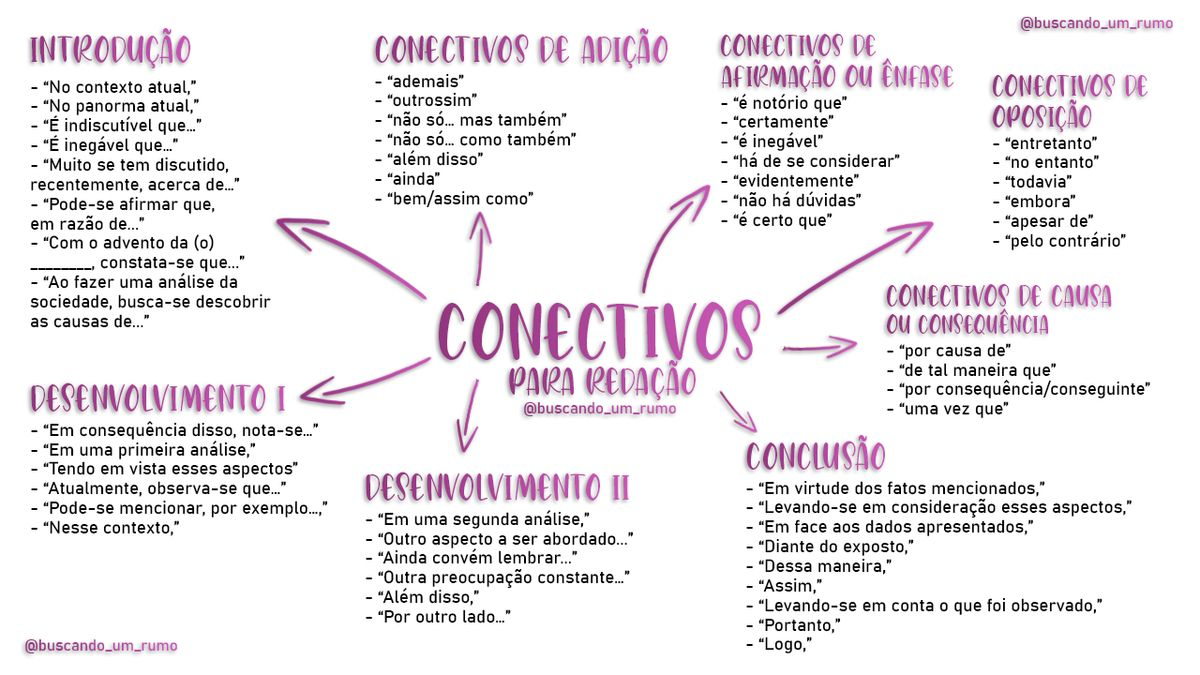 @buscando_um_rumo
INTRODUÇÃO
- “No contexto atual,”
- “No panorma atual,”
- “É indiscutível que...”
- “É inegável que...”
- “Muito se tem discutido,
recentemente, acerca de...”
- “Pode-se afirmar que,
em razão de...”
- “Com o advento da (o)
________, constata-se que...”
- “Ao fazer uma análise da
sociedade, busca-se descobrir
as causas de...”
CONECTIVOS DE ADIÇÃO
- “ademais”
- “outrossim”
- “não só... mas também”
- “não só... como também”
- “além disso”
- “ainda”
- “bem/assim como”
CONECTIVOS DE
AFIRMAÇÃO OU ÊNFASE
- “é notório que”
- “certamente”
- “é inegável”
- “há de se considerar”
- “evidentemente”
- “não há dúvidas”
- “é certo que”
CONECTIVOS DE
OPOSIÇÃO
- “entretanto”
- “no entanto”
- “todavia”
- “embora”
- “apesar de”
- “pelo contrário”
CONECTIVOS
PARA REDAÇÃO
@buscando_um_rumo
CONECTIVOS DE CAUSA
OU CONSEQUÊNCIA
- “por causa de”
- “de tal maneira que”
- “por consequência/conseguinte”
- “uma vez que”
DESENVOLVIMENTO I
- “Em consequência disso, nota-se...”
- “Em uma primeira análise,”
- “Tendo em vista esses aspectos”
- “Atualmente, observa-se que...”
- “Pode-se mencionar, por exemplo...,”
- “Nesse contexto,”
DESENVOLVIMENTO II
- “Em uma segunda análise,”
- “Outro aspecto a ser abordado...”
- “Ainda convém lembrar...”
- “Outra preocupação constante...”
- “Além disso,”
- “Por outro lado...”
CONCLUSÃO
- “Em virtude dos fatos mencionados,”
- “Levando-se em consideração esses aspectos,”
- “Em face aos dados apresentados,”
- “Diante do exposto,”
- “Dessa maneira,”
- “Assim,”
- “Levando-se em conta o que foi observado,”
- “Portanto,”
- “Logo,”
@buscando_um_rumo